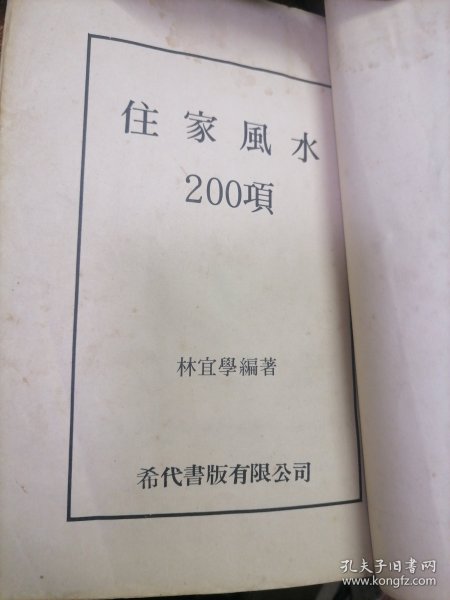 住家風水
200項
林宜學編著
希代書版有限公司
孔夫子旧书网
www.kongfz.com